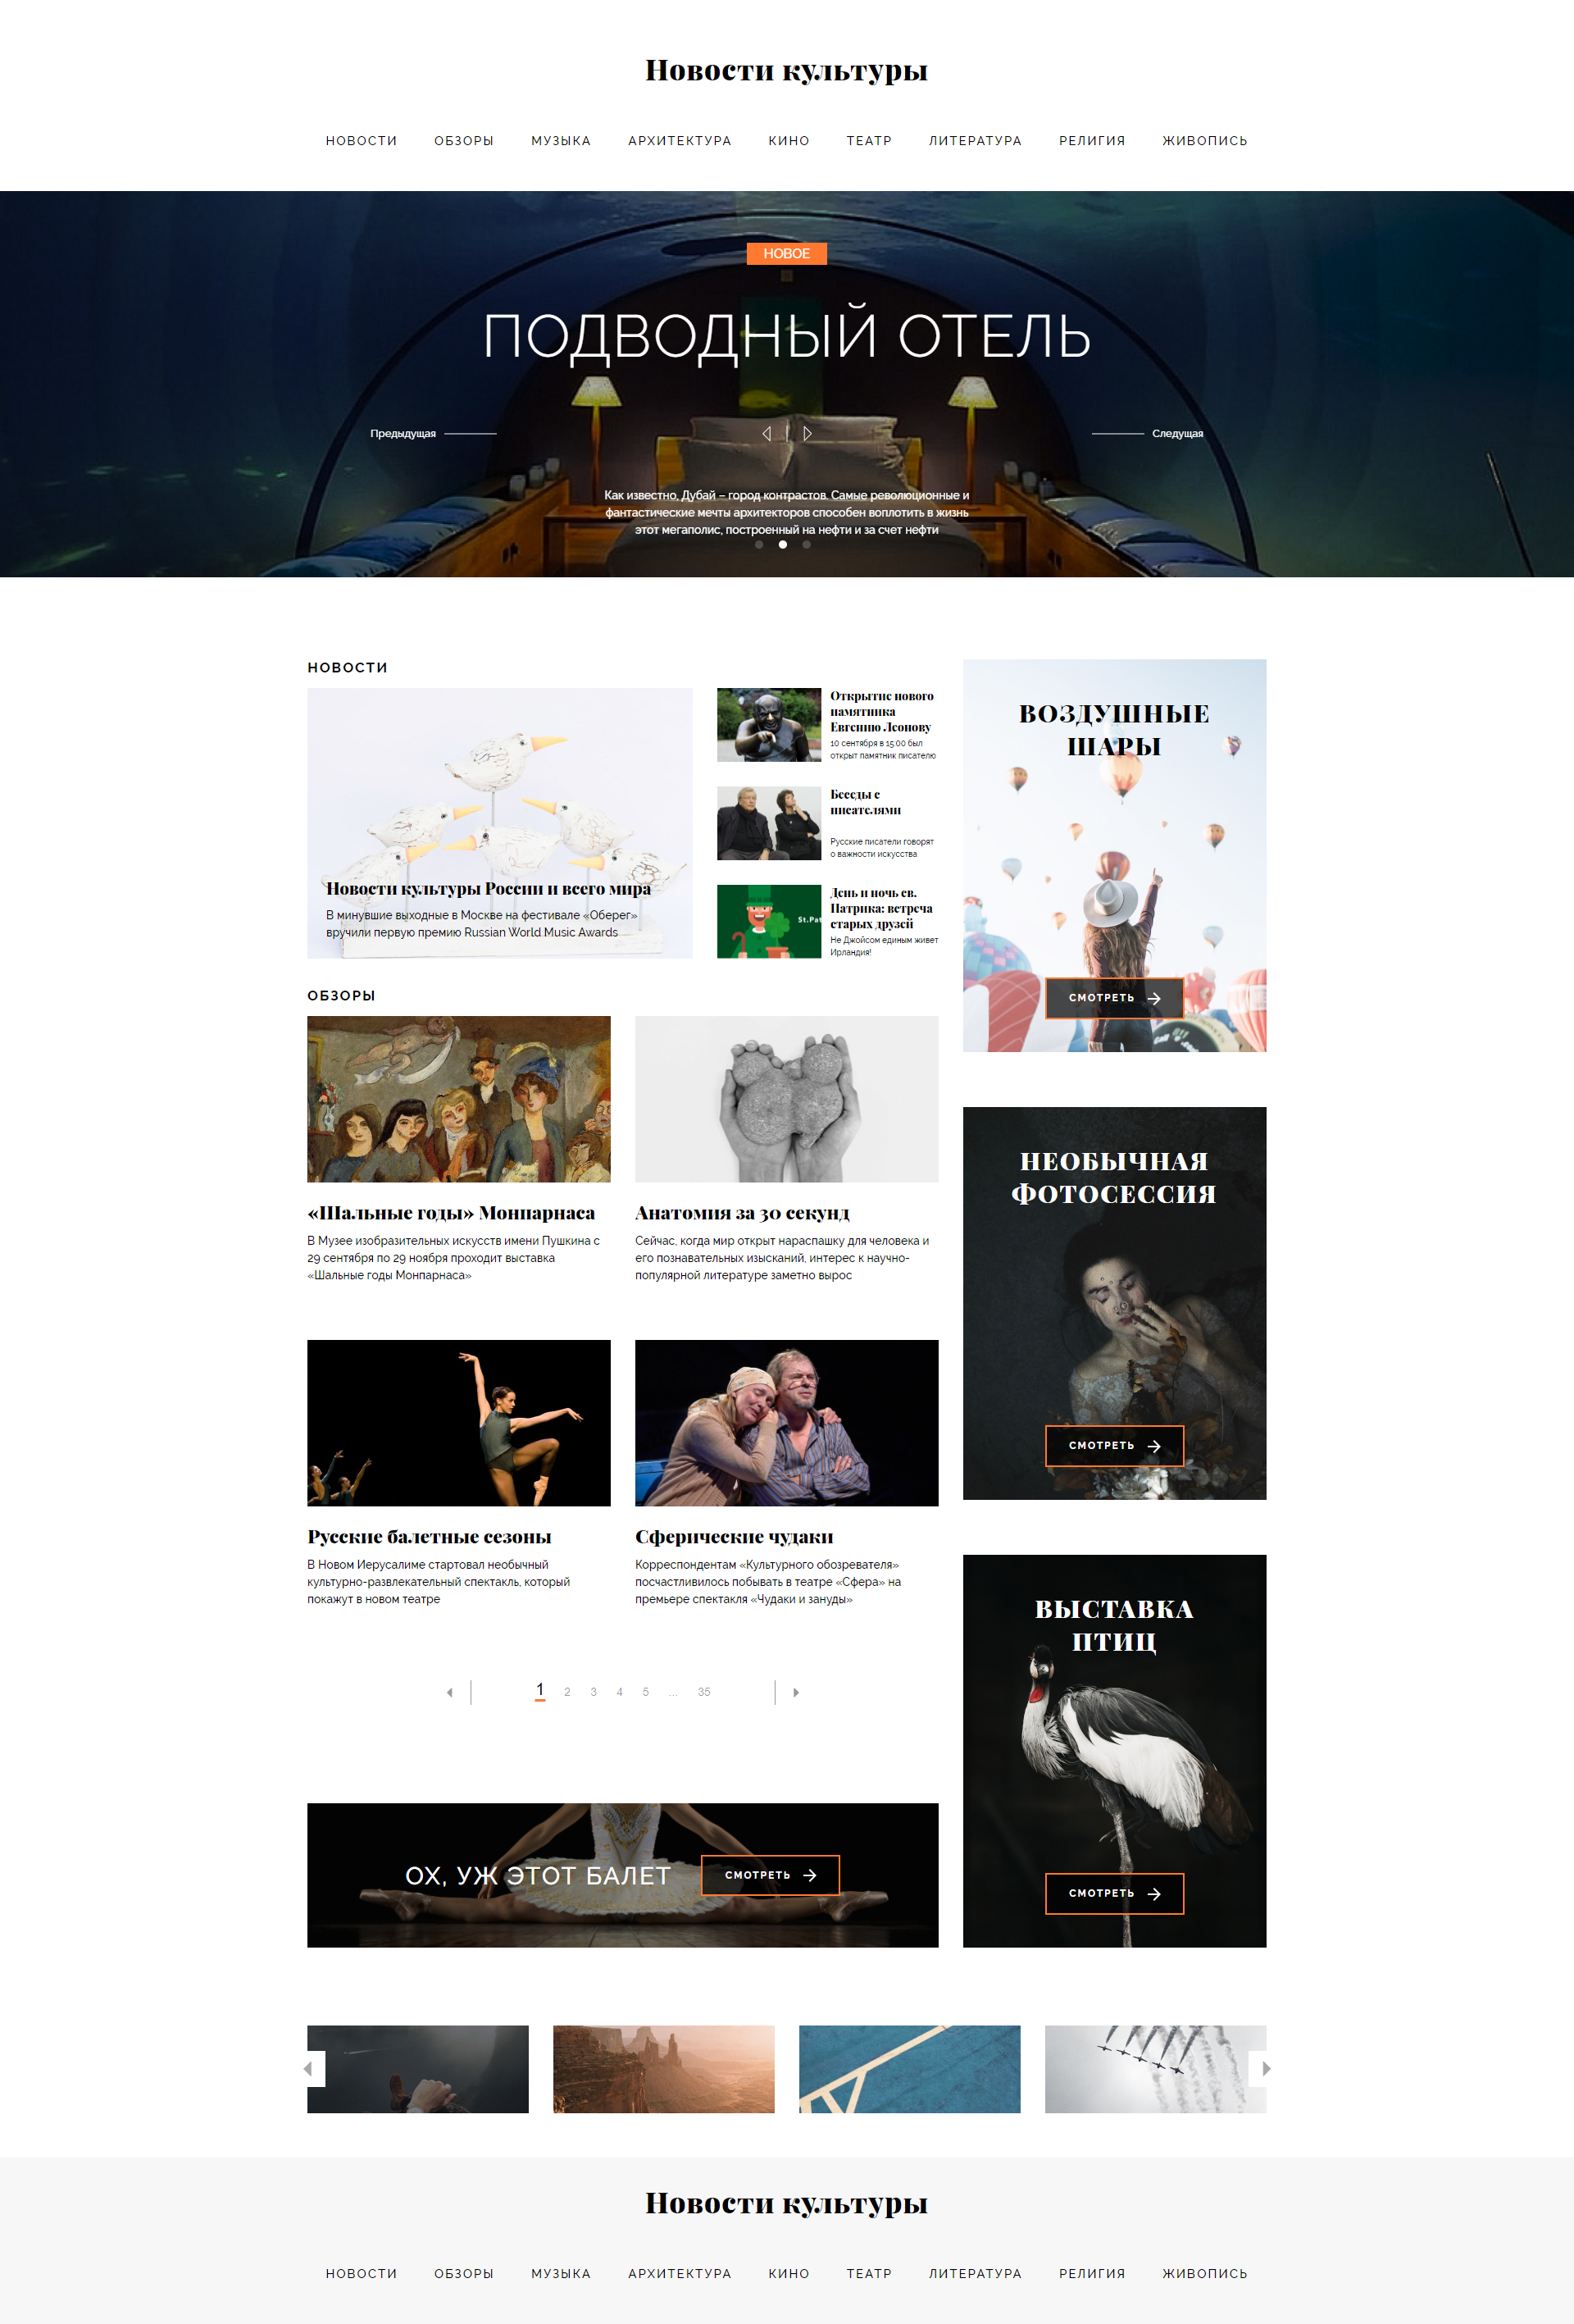 Новости культуры
НОВОСТИ ОБЗОРЫ МУЗЫКА АРХИТЕКТУРА КИНО ТЕАТР ЛИТЕРАТУРА РЕЛИГИЯ ЖИВОПИСЬ
НОВОЕ
ПОДВОДНЫЙ ОТЕЛЬ
Предыдущая
Следущая
Как известно, Дубай – город контрастов. Самые революционные и
фантастические мечты архитекторов способен воплотить в жизнь
этот мегаполис, построенный на нефти и за счет нефти
НОВОСТИ
Новости культуры России и всего мира
В минувшие выходные в Москве на фестивале «Оберег»
вручили первую премию Russian World Music Awards
Открытие нового
памятника
Евгению Леонову
10 сентября в 15:00 был
открыт памятник писателю
Беседы с
писателями
Русские писатели говорят
о важности искусства
St.Pat
День и ночь св.
Патрика: встреча
старых друзей
Не Джойсом единым живет
Ирландия!
ОБЗОРЫ
«Шальные годы» Монпарнаса
В Музее изобразительных искусств имени Пушкина с
29 сентября по 29 ноября проходит выставка
«Шальные годы Монпарнаса»
Анатомия за 30 секунд
Сейчас, когда мир открыт нараспашку для человека и
его познавательных изысканий, интерес к научно-
популярной литературе заметно вырос
Русские балетные сезоны
В Новом Иерусалиме стартовал необычный
культурно-развлекательный спектакль, который
покажут в новом театре
Сферические чудаки
Корреспондентам «Культурного обозревателя»
посчастливилось побывать в театре «Сфера» на
премьере спектакля «Чудаки и зануды»
1 2 3 4 5 ... 35
ОХ, УЖ ЭТОТ БАЛЕТ
СМОТРЕТЬ
ВОЗДУШНЫЕ
ШАРЫ
СМОТРЕТЬ
НЕОБЫЧНАЯ
ФОТОСЕССИЯ
СМОТРЕТЬ
ВЫСТАВКА
ПТИЦ
СМОТРЕТЬ
Новости культуры
НОВОСТИ ОБЗОРЫ МУЗЫКА АРХИТЕКТУРА КИНО ТЕАТР ЛИТЕРАТУРА РЕЛИГИЯ ЖИВОПИСЬ